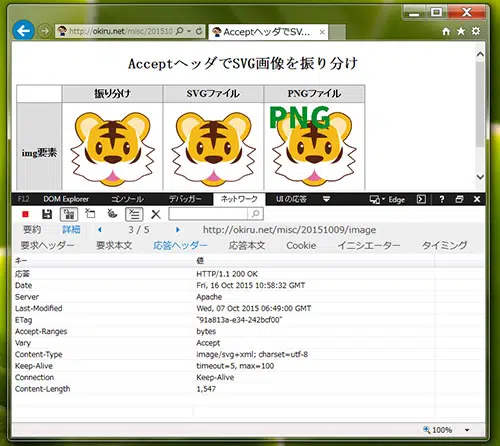 http://okiru.net/misc/201510
AcceptヘッダでSV...
AcceptヘッダでSVG画像を振り分け
振り分け SVGファイル PNGファイル
img要素
PNG
F12 DOM Explorer コンソール デバッガー ネットワーク UI の応答 Edge
要約 詳細 3 / 5 http://okiru.net/misc/20151009/image
要求ヘッダー 要求本文 応答ヘッダー 応答本文 Cookie イニシエーター タイミング
キー 値
応答 HTTP/1.1 200 OK
Date Fri, 16 Oct 2015 10:58:32 GMT
Server Apache
Last-Modified Wed, 07 Oct 2015 06:49:00 GMT
ETag "91a813a-e34-242bcf00"
Accept-Ranges bytes
Vary Accept
Content-Type image/svg+xml; charset=utf-8
Keep-Alive timeout=5, max=100
Connection Keep-Alive
Content-Length 1,547
100%